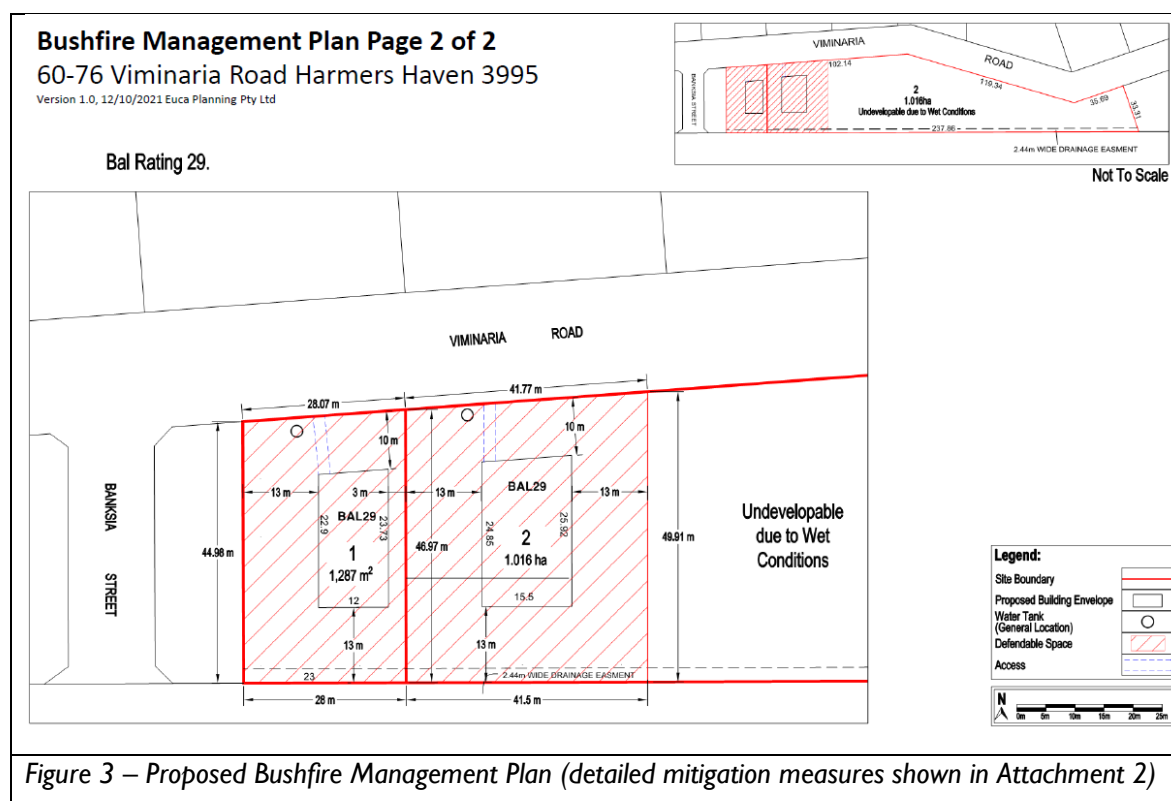 Bushfire Management Plan Page 2 of 2
60-76 Viminaria Road Harmers Haven 3995
Version 1.0, 12/10/2021 Euca Planning Pty Ltd
Bal Rating 29.
VIMINARIA
ROAD
BANKSIA STREET
102.14
119.34
35.69
33.31
2
1.016ha
Undevelopable due to Wet Conditions
237.86
2.44m WIDE DRAINAGE EASMENT
Not To Scale
VIMINARIA ROAD
41.77 m
28.07 m
10 m
10 m
BANKSIA STREET
44.98 m
13 m
3 m
13 m
13 m
BAL29
BAL29
22.9
23.73
24.85
25.92
1
1,287 m²
46.97 m
2
1.016 ha
49.91 m
12
15.5
13 m
13 m
23
2.44m WIDE DRAINAGE EASMENT
28 m
41.5 m
Undevelopable
due to Wet
Conditions
Legend:
Site Boundary
Proposed Building Envelope
Water Tank
(General Location)
Defendable Space
Access
N
0m 5m 10m 15m 20m 25m
Figure 3 – Proposed Bushfire Management Plan (detailed mitigation measures shown in Attachment 2)